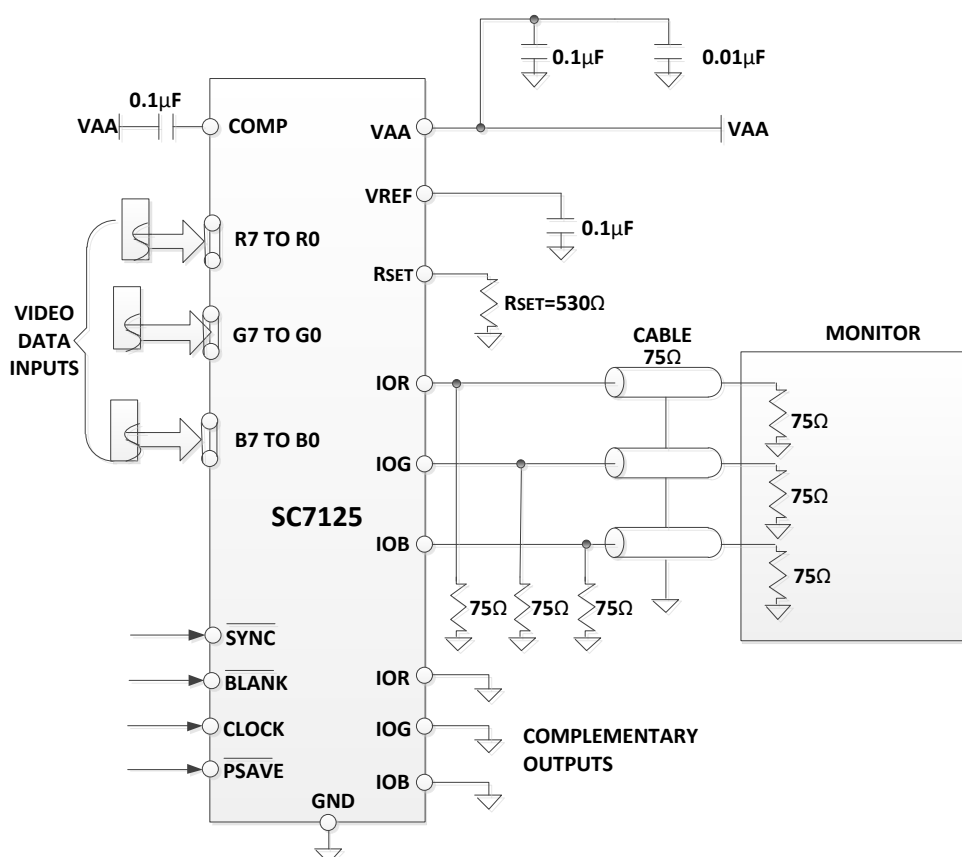 0.1µF
0.01µF
0.1µF
VAA
COMP
VAA
VAA
VREF
0.1µF
R7 TO R0
RSET
RSET=530Ω
VIDEO
DATA
INPUTS
G7 TO G0
CABLE
75Ω
MONITOR
IOR
75Ω
B7 TO B0
IOG
75Ω
SC7125
IOB
75Ω
75Ω
75Ω
75Ω
SYNC
BLANK
IOR
CLOCK
IOG
COMPLEMENTARY
OUTPUTS
PSAVE
IOB
GND